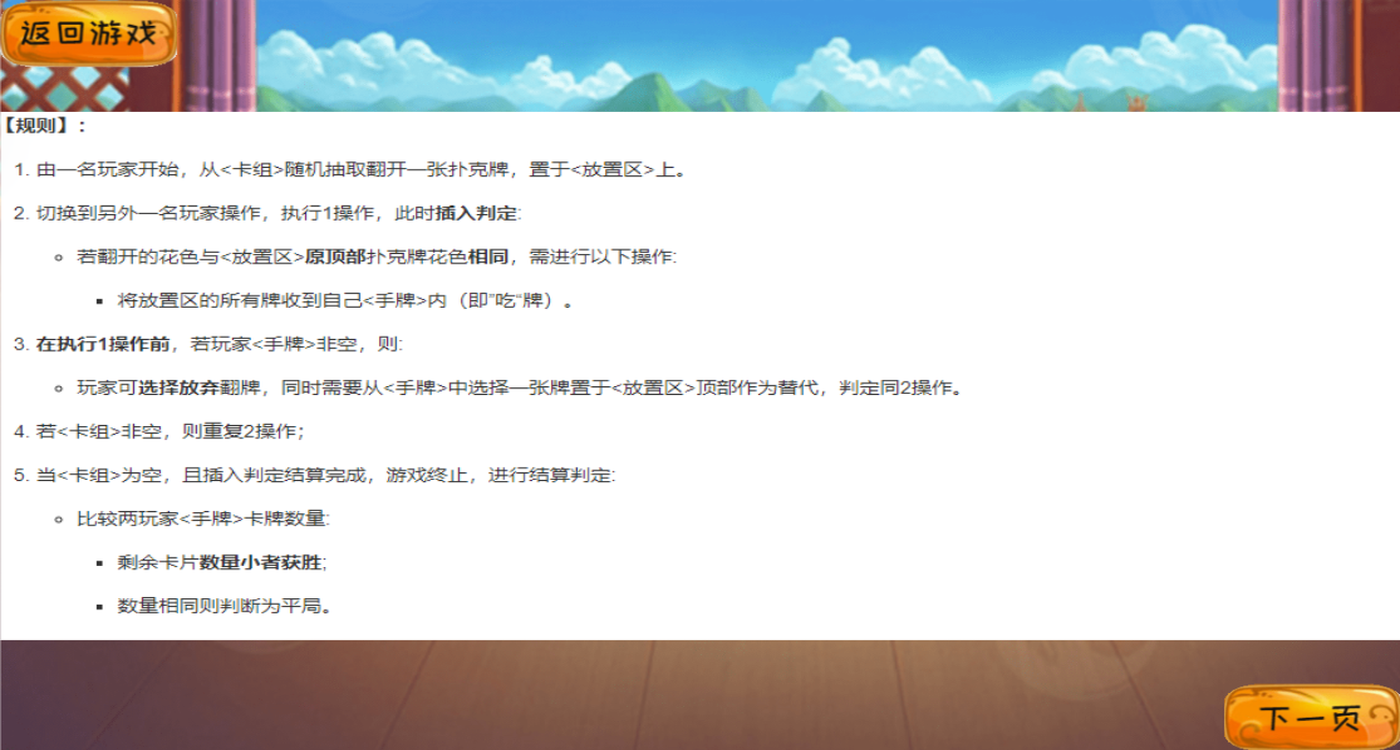 返回游戏
【规则】：
1. 由一名玩家开始，从<卡组>随机抽取翻开一张扑克牌，置于<放置区>上。
2. 切换到另外一名玩家操作，执行1操作，此时插入判定:
若翻开的花色与<放置区>原顶部扑克牌花色相同，需进行以下操作:
将放置区的所有牌收到自己<手牌>内（即”吃“牌）。
3. 在执行1操作前，若玩家<手牌>非空，则:
玩家可选择放弃翻牌，同时需要从<手牌>中选择一张牌置于<放置区>顶部作为替代，判定同2操作。
4. 若<卡组>非空，则重复2操作；
5. 当<卡组>为空，且插入判定结算完成，游戏终止，进行结算判定:
比较两玩家<手牌>卡牌数量:
剩余卡片数量小者获胜;
数量相同则判断为平局。
下一页